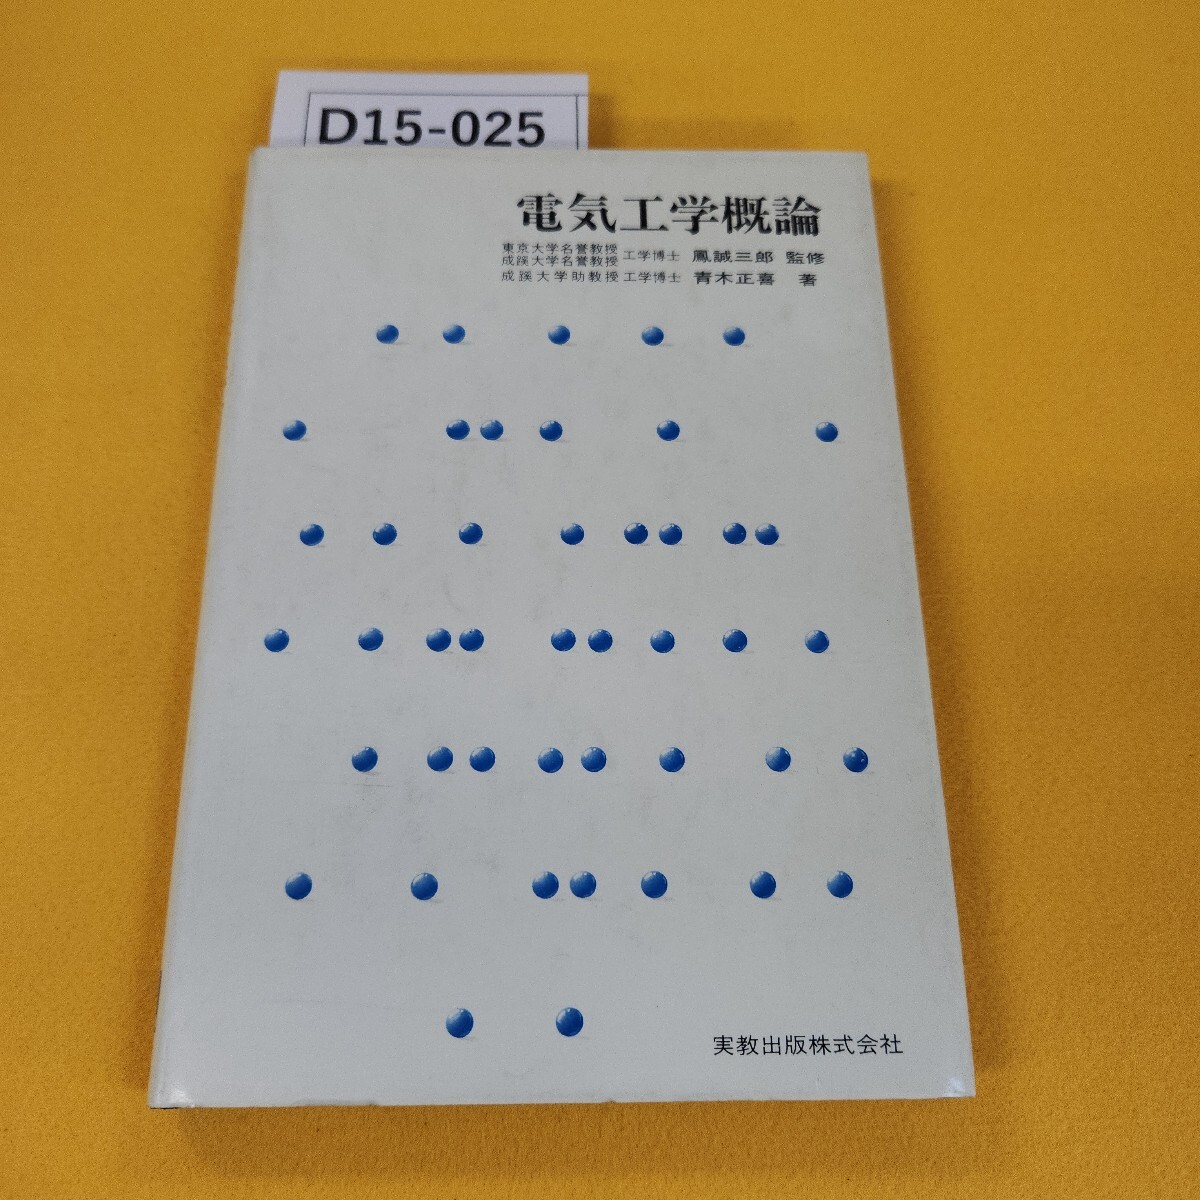 D15-025
電気工学概論
東京大学名誉教授
成蹊大学名誉教授 工学博士 鳳誠三郎 監修
成蹊大学助教授 工学博士 青木正喜 著
実教出版株式会社